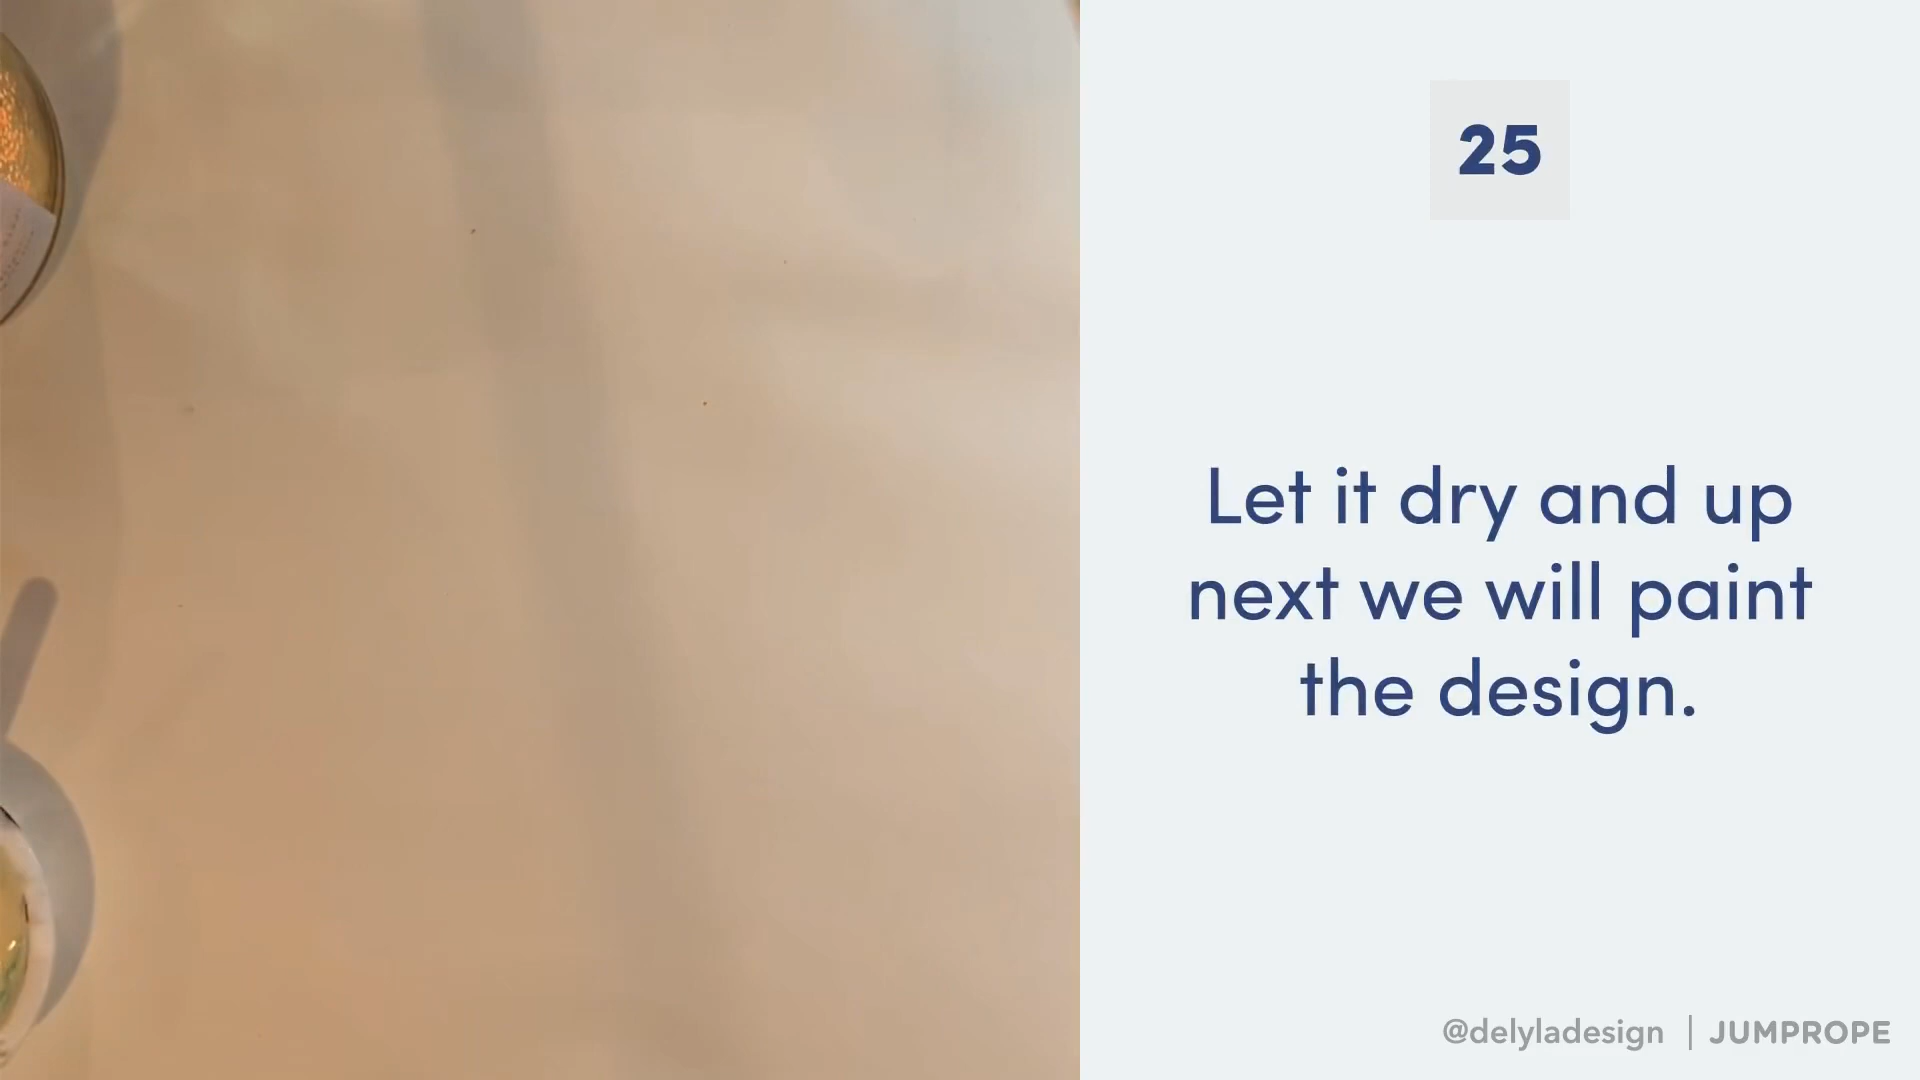 25
Let it dry and up
next we will paint
the design.
@delyladesign | JUMPROPE